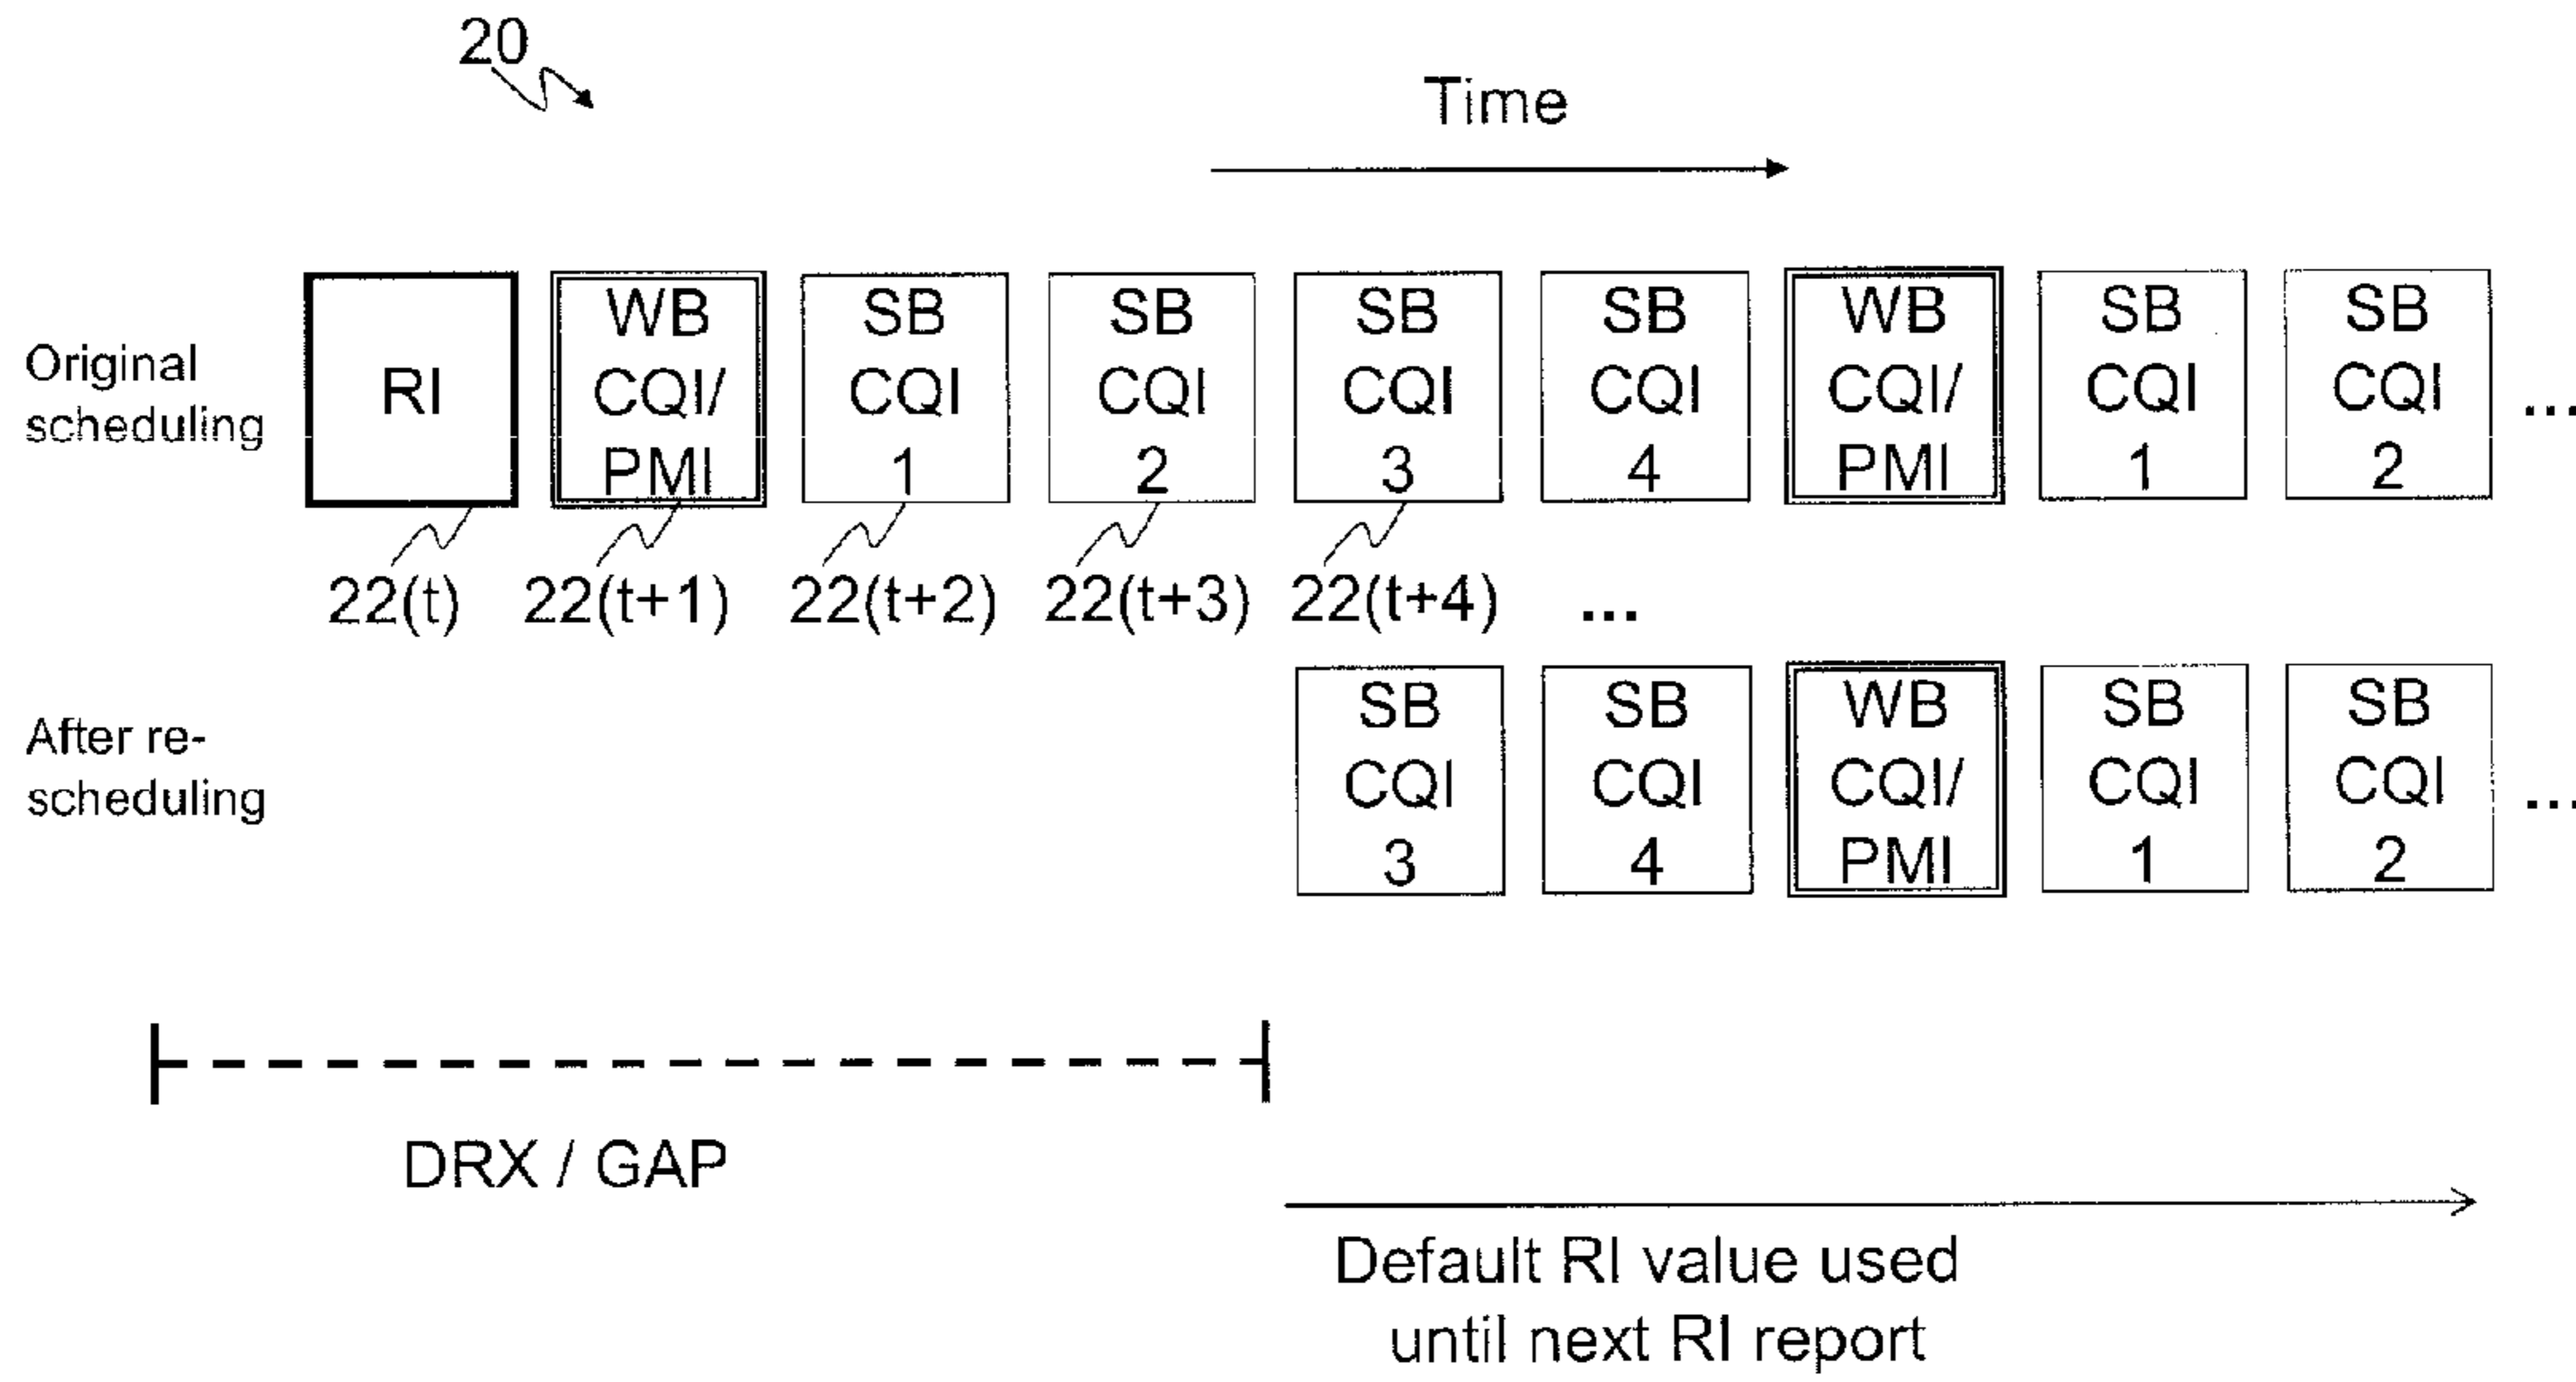 20
Time
Original
scheduling
RI
WB
CQI/
PMI
SB
CQI
1
SB
CQI
2
SB
CQI
3
SB
CQI
4
WB
CQI/
PMI
SB
CQI
1
SB
CQI
2
...
22(t)
22(t+1)
22(t+2)
22(t+3)
22(t+4)
...
After re-
scheduling
SB
CQI
3
SB
CQI
4
WB
CQI/
PMI
SB
CQI
1
SB
CQI
2
...
DRX / GAP
Default RI value used
until next RI report